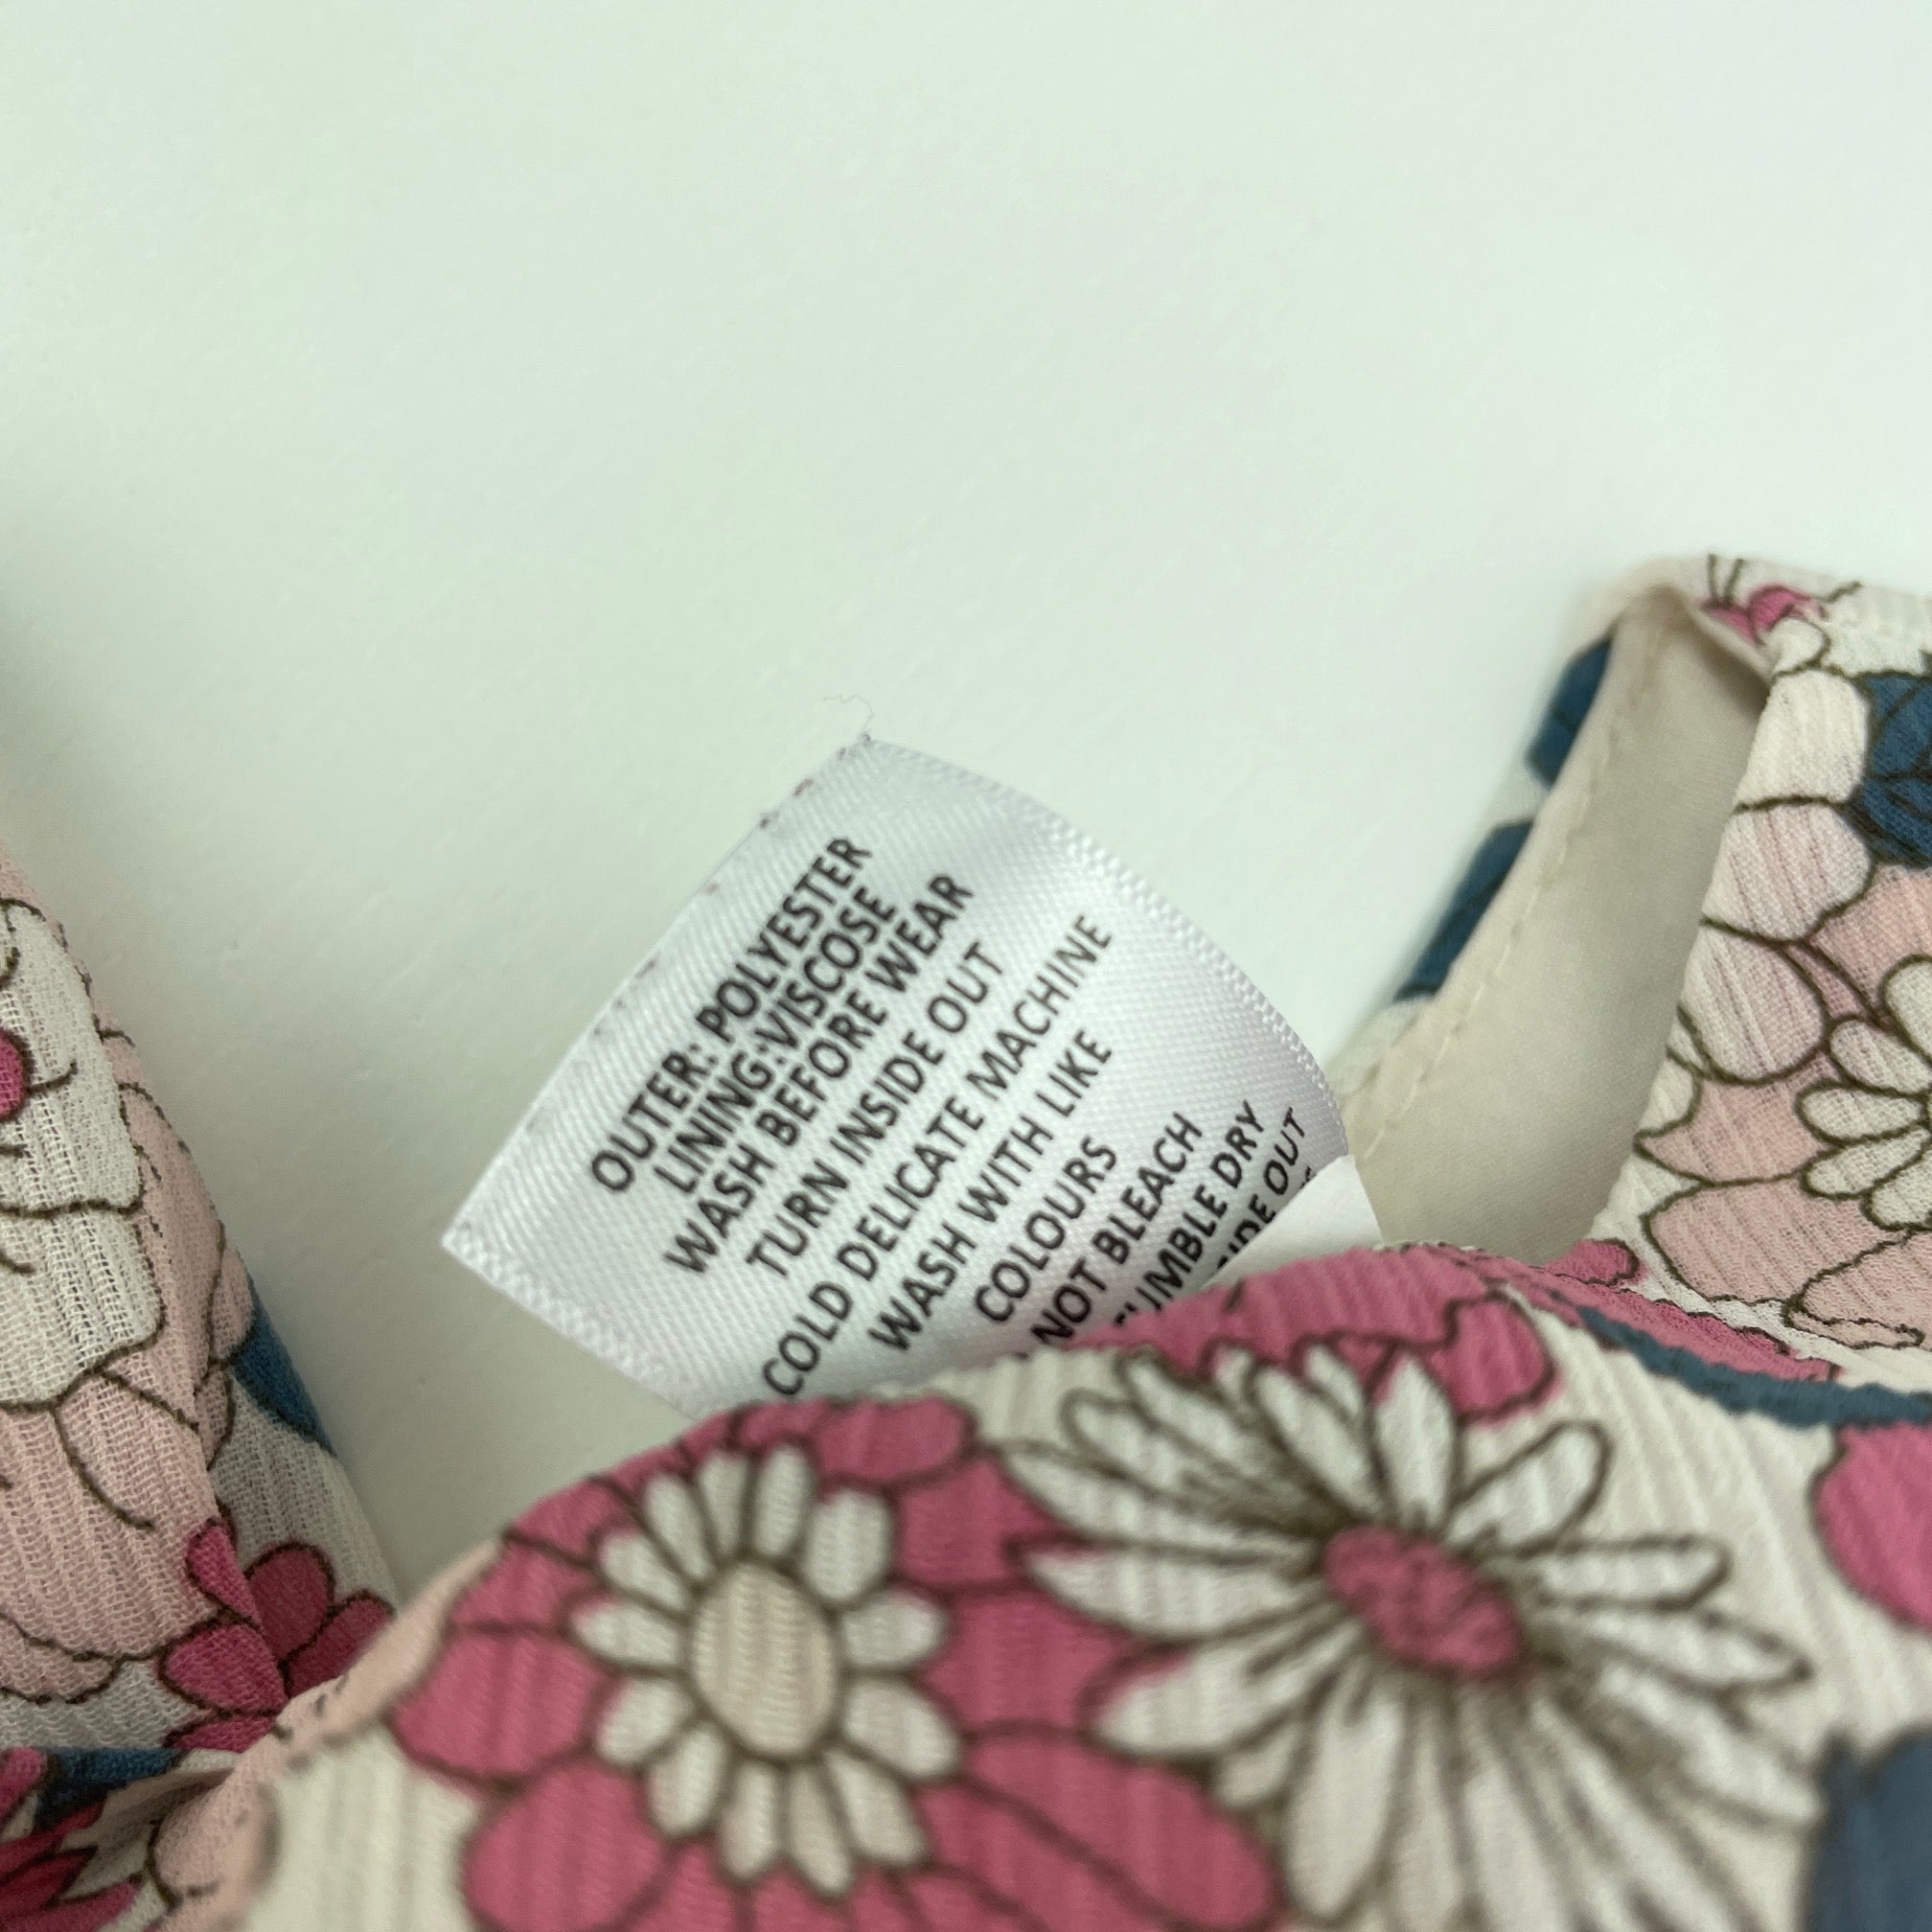 OUTER: POLYESTER
LINING:VISCOSE
WASH BEFORE WEAR
TURN INSIDE OUT
COLD DELICATE MACHINE
WASH WITH LIKE
COLOURS
NOT BLEACH
TUMBLE DRY
OUT